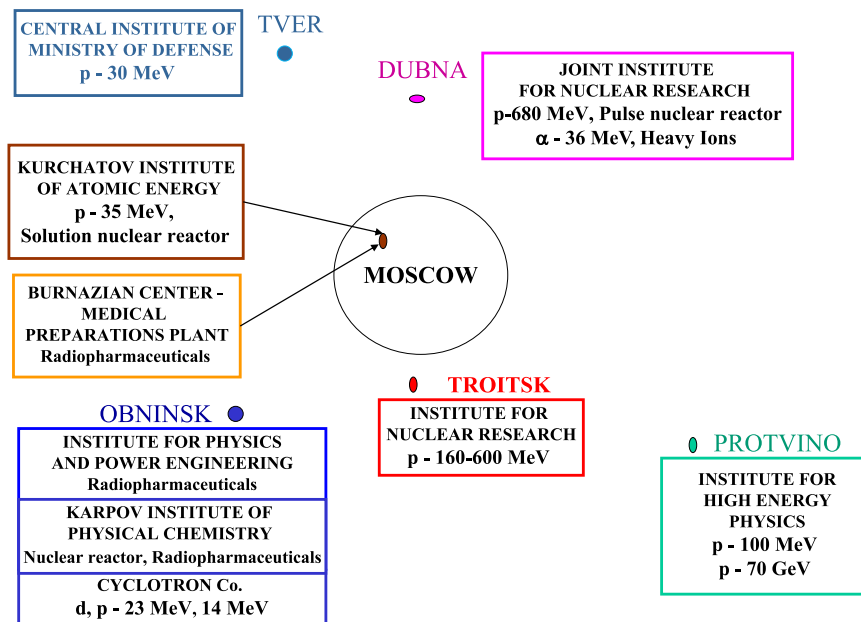 CENTRAL INSTITUTE OF
MINISTRY OF DEFENSE
p - 30 MeV
TVER
DUBNA
JOINT INSTITUTE
FOR NUCLEAR RESEARCH
p-680 MeV, Pulse nuclear reactor
α - 36 MeV, Heavy Ions
KURCHATOV INSTITUTE
OF ATOMIC ENERGY
p - 35 MeV,
Solution nuclear reactor
MOSCOW
BURNAZIAN CENTER -
MEDICAL
PREPARATIONS PLANT
Radiopharmaceuticals
TROITSK
INSTITUTE FOR
NUCLEAR RESEARCH
p - 160-600 MeV
OBNINSK
INSTITUTE FOR PHYSICS
AND POWER ENGINEERING
Radiopharmaceuticals
KARPOV INSTITUTE OF
PHYSICAL CHEMISTRY
Nuclear reactor, Radiopharmaceuticals
CYCLOTRON Co.
d, p - 23 MeV, 14 MeV
PROTVINO
INSTITUTE FOR
HIGH ENERGY
PHYSICS
p - 100 MeV
p - 70 GeV